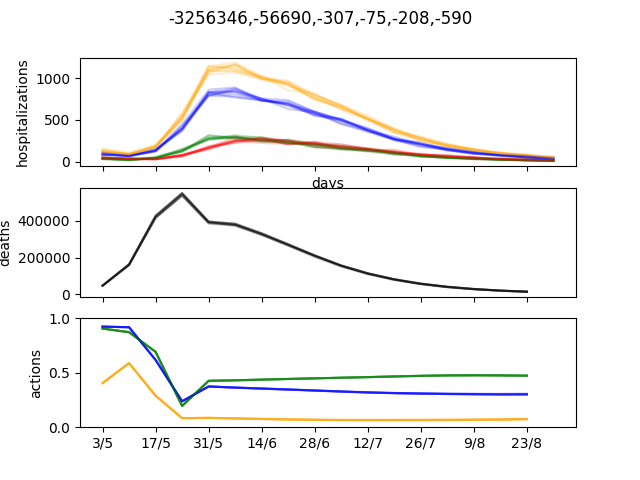 -3256346,-56690,-307,-75,-208,-590
hospitalizations
1000
500
0
days
deaths
400000
200000
0
actions
1.0
0.5
0.0
3/5 17/5 31/5 14/6 28/6 12/7 26/7 9/8 23/8